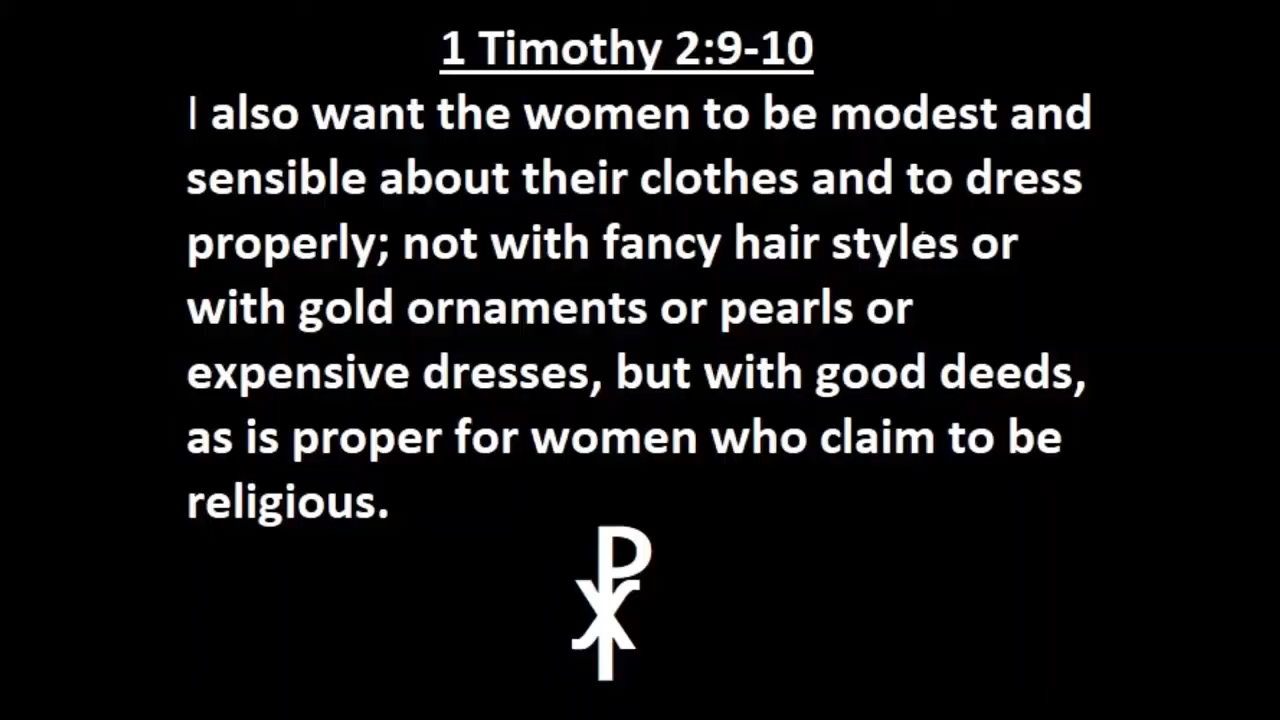 1 Timothy 2:9-10
I also want the women to be modest and
sensible about their clothes and to dress
properly; not with fancy hair styles or
with gold ornaments or pearls or
expensive dresses, but with good deeds,
as is proper for women who claim to be
religious.